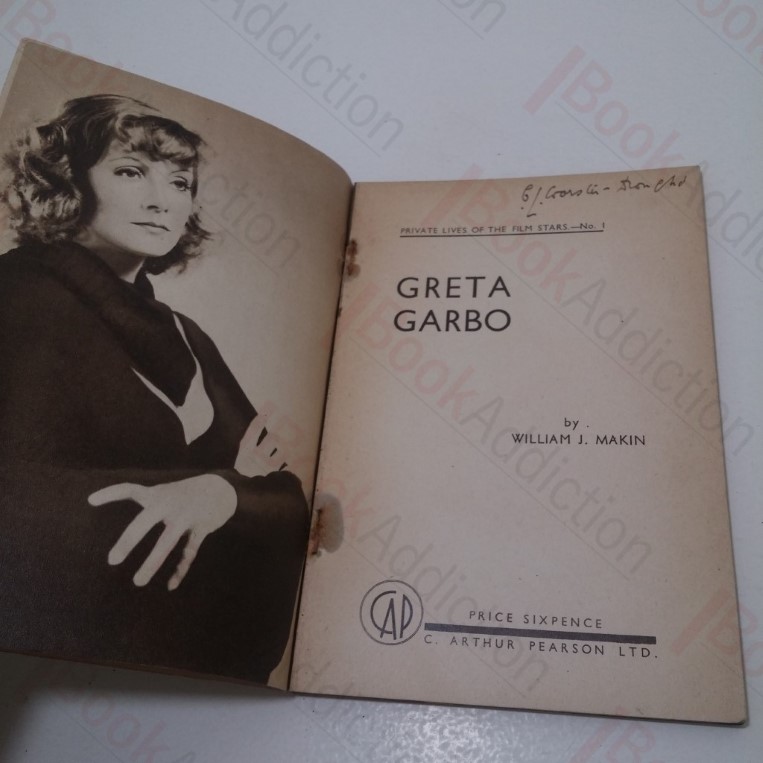 PRIVATE LIVES OF THE FILM STARS.—No. 1
GRETA
GARBO
by
WILLIAM J. MAKIN
CAP
PRICE SIXPENCE
C. ARTHUR PEARSON LTD.
BookAddiction